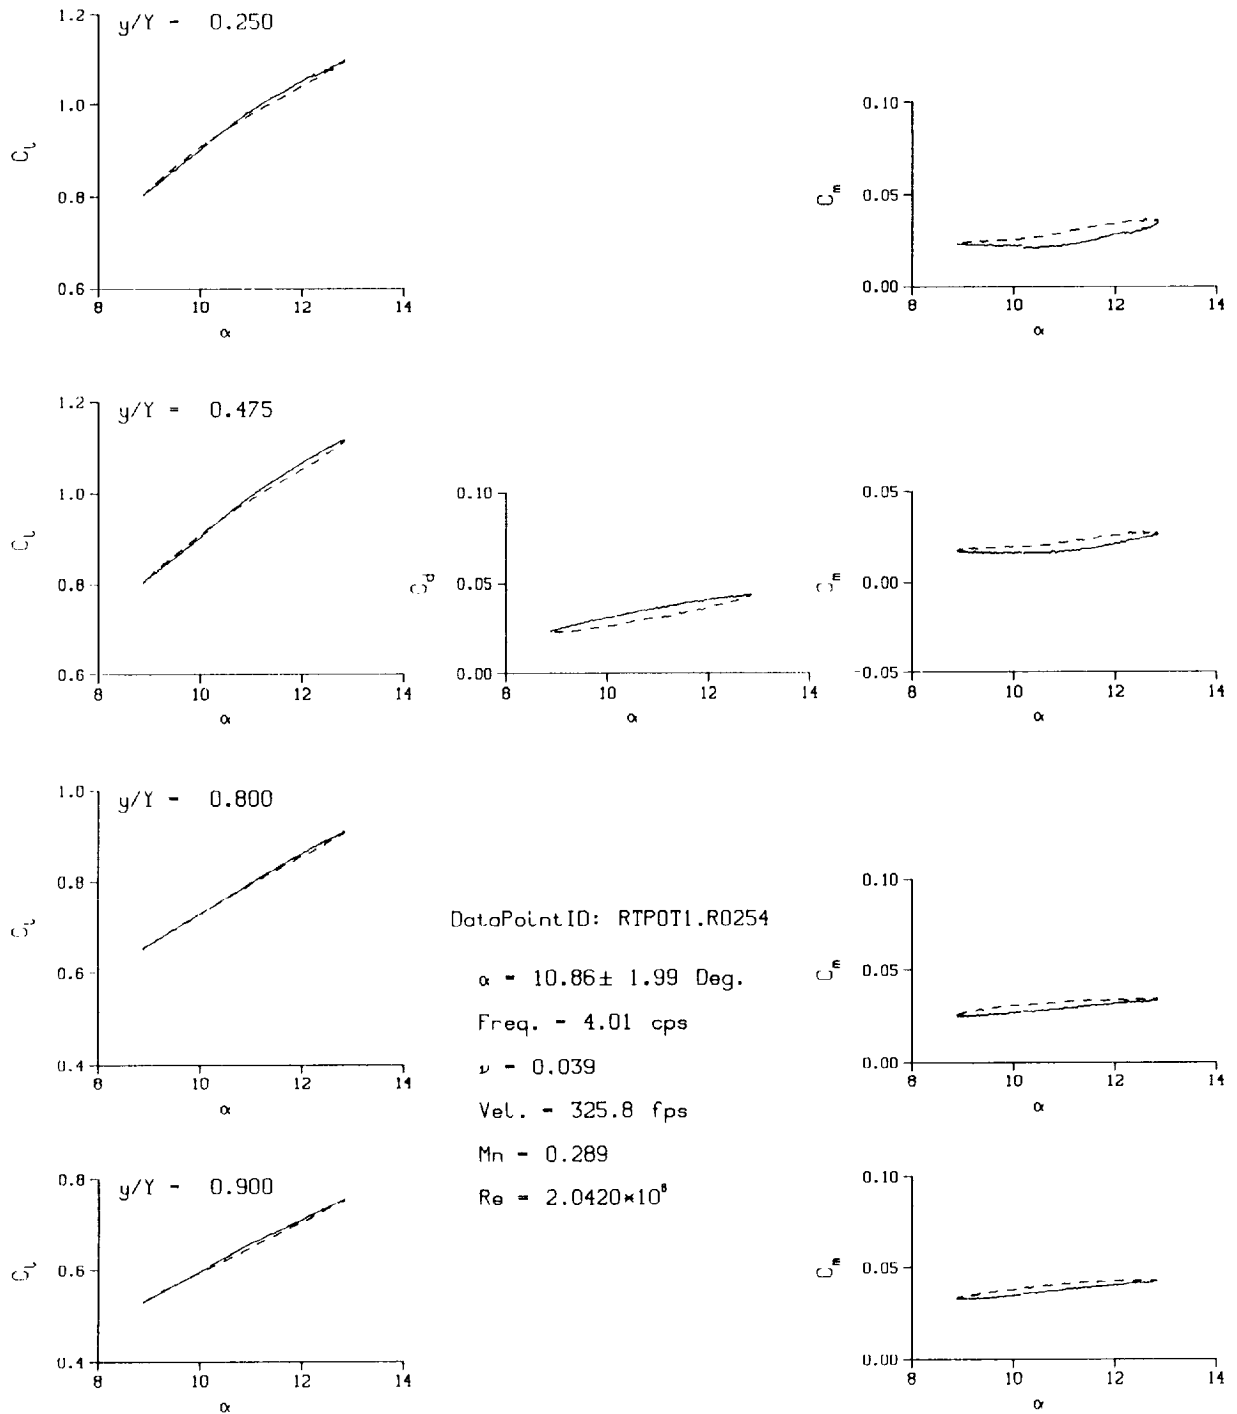 y/Y = 0.250
1.2
1.0
0.8
0.6
C_l
8 10 12 14
α
0.10
0.05
0.00
C_m
8 10 12 14
α
y/Y = 0.475
1.2
1.0
0.8
0.6
C_l
8 10 12 14
α
0.10
0.05
0.00
C_d
8 10 12 14
α
0.05
0.00
-0.05
C_m
8 10 12 14
α
y/Y = 0.800
1.0
0.8
0.6
0.4
C_l
8 10 12 14
α
DataPointID: RTPOT1.R0254
α = 10.86± 1.99 Deg.
Freq. = 4.01 cps
ν = 0.039
Vel. = 325.8 fps
Mn = 0.289
Re = 2.0420×10⁶
0.10
0.05
0.00
C_m
8 10 12 14
α
y/Y = 0.900
0.8
0.6
0.4
C_l
8 10 12 14
α
0.10
0.05
0.00
C_m
8 10 12 14
α